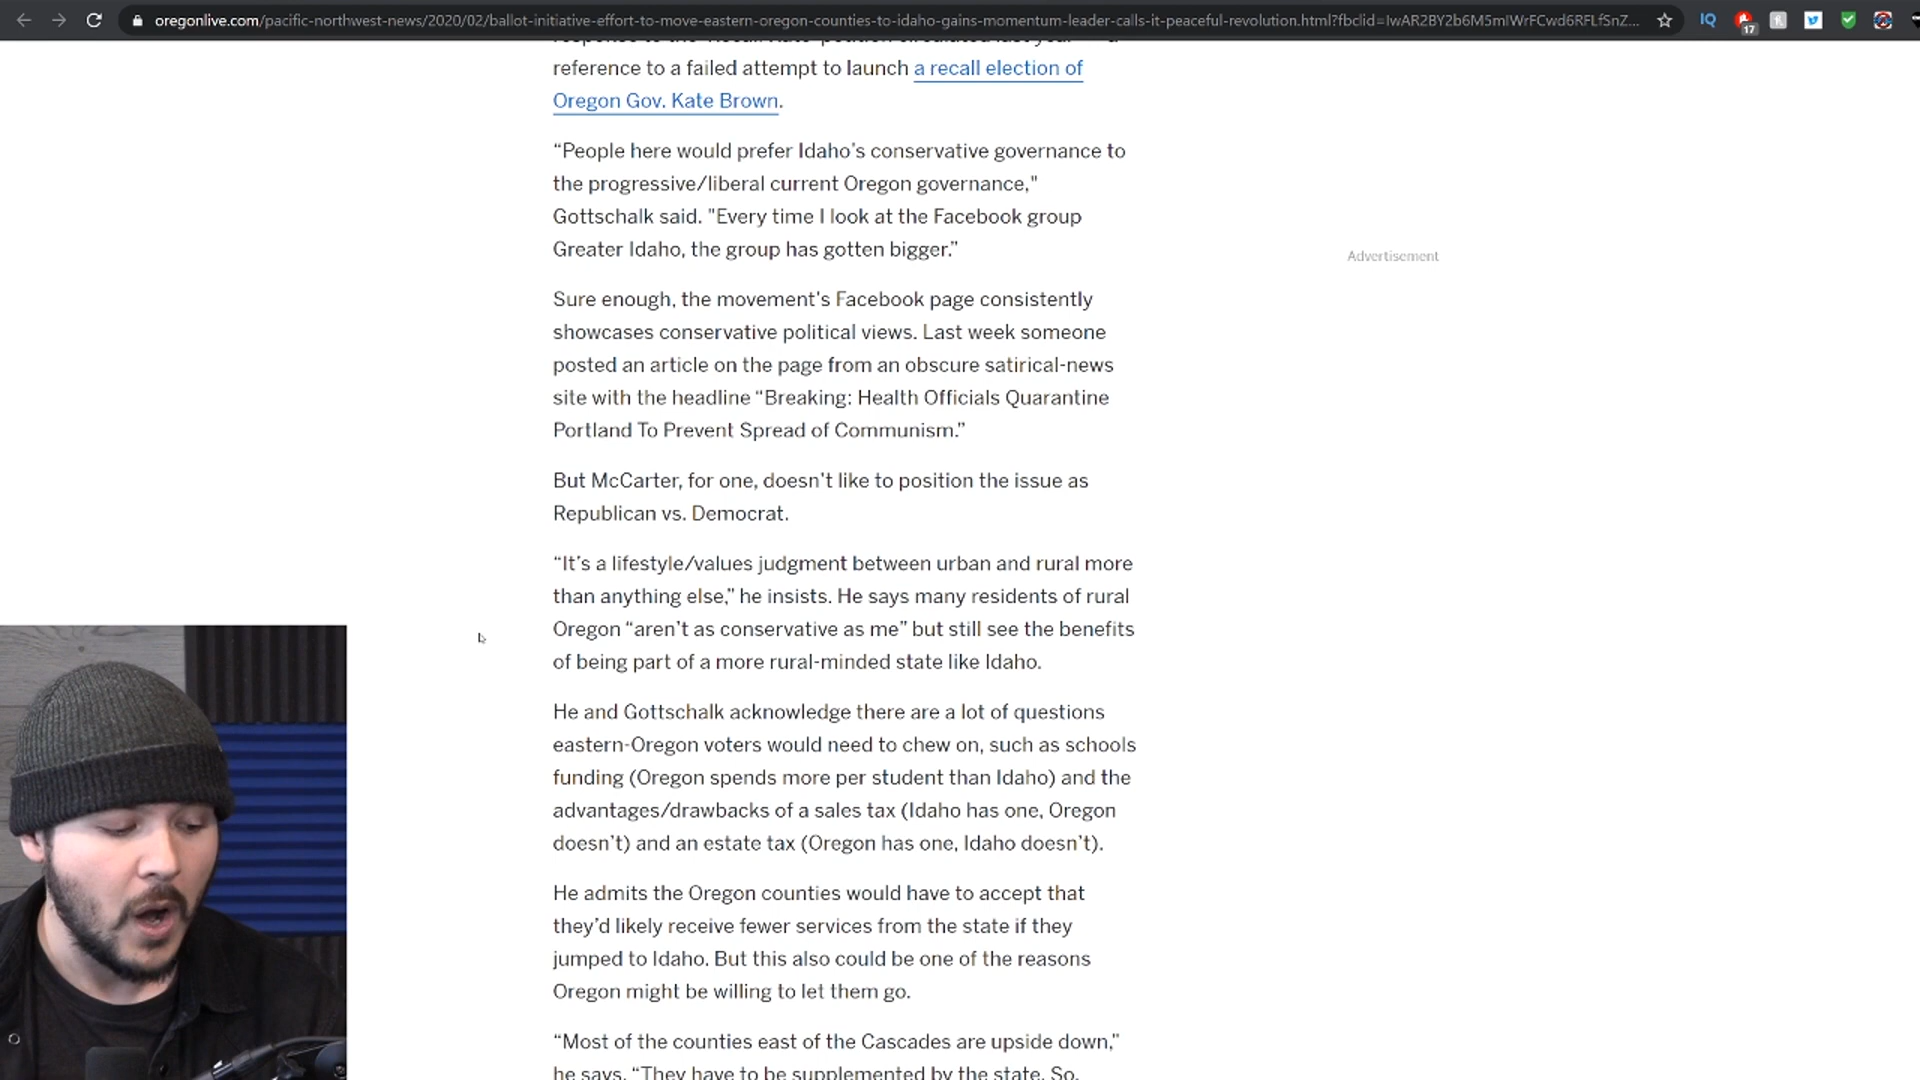 oregonlive.com/pacific-northwest-news/2020/02/ballot-initiative-effort-to-move-eastern-oregon-counties-to-idaho-gains-momentum-leader-calls-it-peaceful-revolution.html?fbclid=IwAR2BY2b6M5mIWrFCwd6RFLfSnZ...
IQ
17
reference to a failed attempt to launch a recall election of
Oregon Gov. Kate Brown.
“People here would prefer Idaho’s conservative governance to
the progressive/liberal current Oregon governance,"
Gottschalk said. "Every time I look at the Facebook group
Greater Idaho, the group has gotten bigger.”
Advertisement
Sure enough, the movement’s Facebook page consistently
showcases conservative political views. Last week someone
posted an article on the page from an obscure satirical-news
site with the headline “Breaking: Health Officials Quarantine
Portland To Prevent Spread of Communism.”
But McCarter, for one, doesn’t like to position the issue as
Republican vs. Democrat.
“It’s a lifestyle/values judgment between urban and rural more
than anything else,” he insists. He says many residents of rural
Oregon “aren’t as conservative as me” but still see the benefits
of being part of a more rural-minded state like Idaho.
He and Gottschalk acknowledge there are a lot of questions
eastern-Oregon voters would need to chew on, such as schools
funding (Oregon spends more per student than Idaho) and the
advantages/drawbacks of a sales tax (Idaho has one, Oregon
doesn’t) and an estate tax (Oregon has one, Idaho doesn’t).
He admits the Oregon counties would have to accept that
they’d likely receive fewer services from the state if they
jumped to Idaho. But this also could be one of the reasons
Oregon might be willing to let them go.
“Most of the counties east of the Cascades are upside down,”
he says. “They have to be supplemented by the state. So,